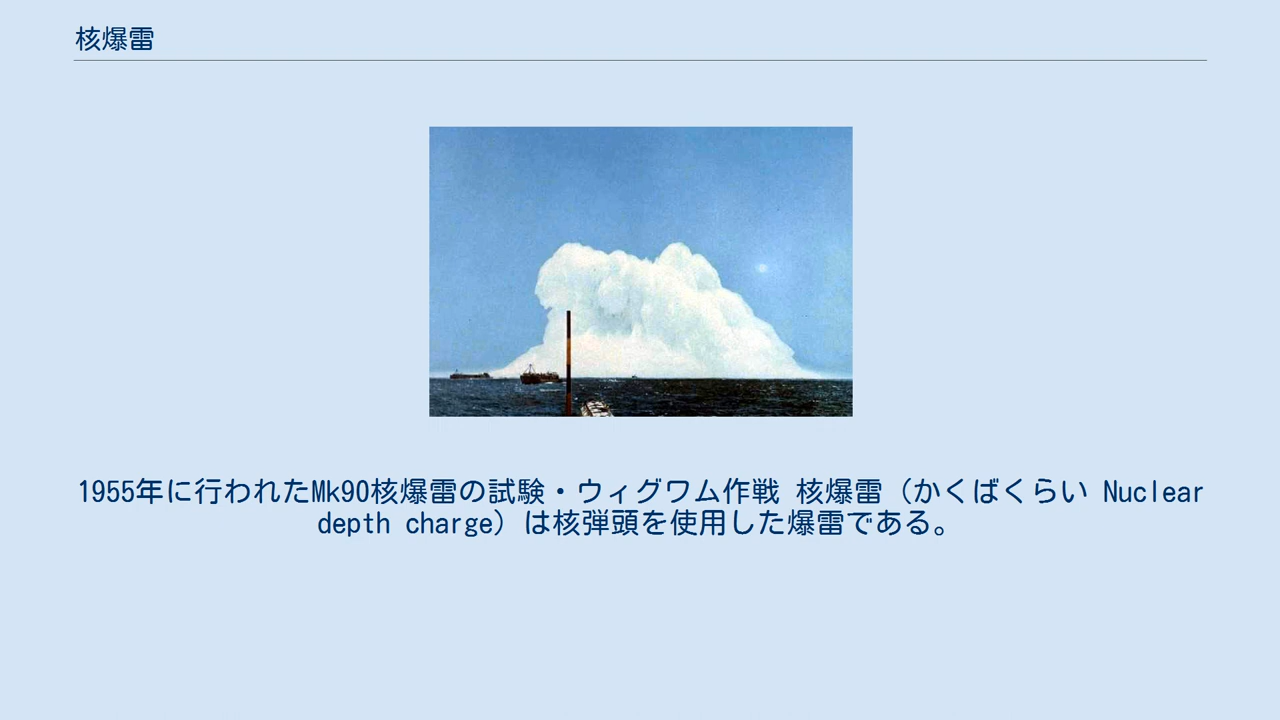 核爆雷
1955年に行われたMk90核爆雷の試験・ウィグワム作戦 核爆雷（かくばくらい Nuclear
depth charge）は核弾頭を使用した爆雷である。